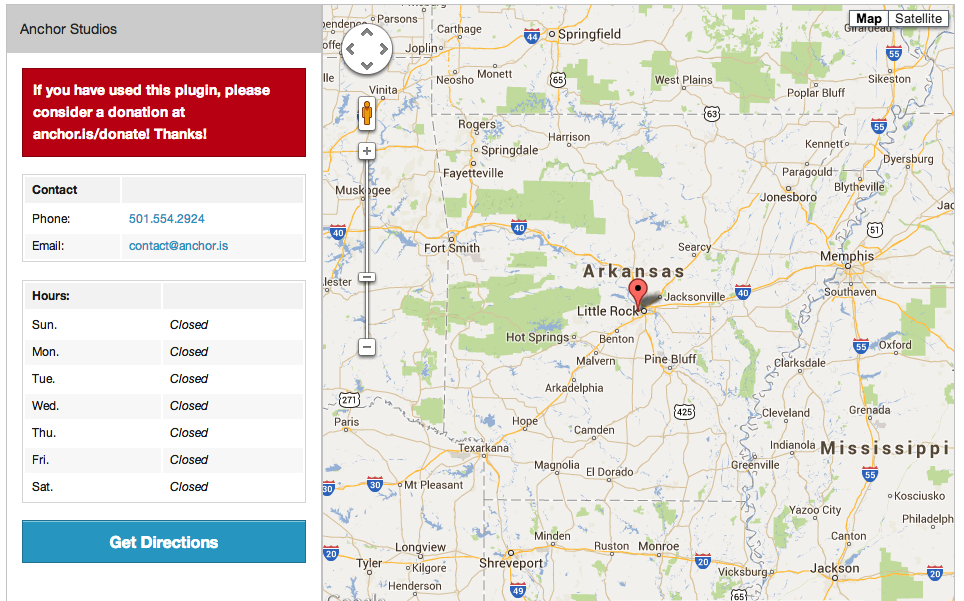 Anchor Studios
If you have used this plugin, please
consider a donation at
anchor.is/donate! Thanks!
Contact
Phone: 501.554.2924
Email: contact@anchor.is
Hours:
Sun. Closed
Mon. Closed
Tue. Closed
Wed. Closed
Thu. Closed
Fri. Closed
Sat. Closed
Get Directions
Map Satellite
Parsons
Carthage
Girardeau
44
Springfield
Joplin
55
Neosho
Monett
65
West Plains
Sikeston
Vinita
Poplar Bluff
63
Rogers
55
Harrison
Springdale
Kennett
Fayetteville
Dyersburg
Paragould
Muskogee
Blytheville
Jonesboro
40
40
51
Fort Smith
Searcy
Memphis
Arkansas
Jacksonville
40
Southaven
Little Rock
Hot Springs
Benton
55
Oxford
Malvern
Pine Bluff
Clarksdale
Arkadelphia
271
425
Cleveland
Grenada
Paris
Hope
Camden
Indianola
Mississippi
Texarkana
Magnolia
El Dorado
Greenville
55
30
30
Mt Pleasant
Kosciusko
Yazoo City
Philadelph
Minden
Canton
20
Longview
Ruston
Monroe
Tyler
Kilgore
Shreveport
20
Vicksburg
Jackson
20
Henderson
49
65